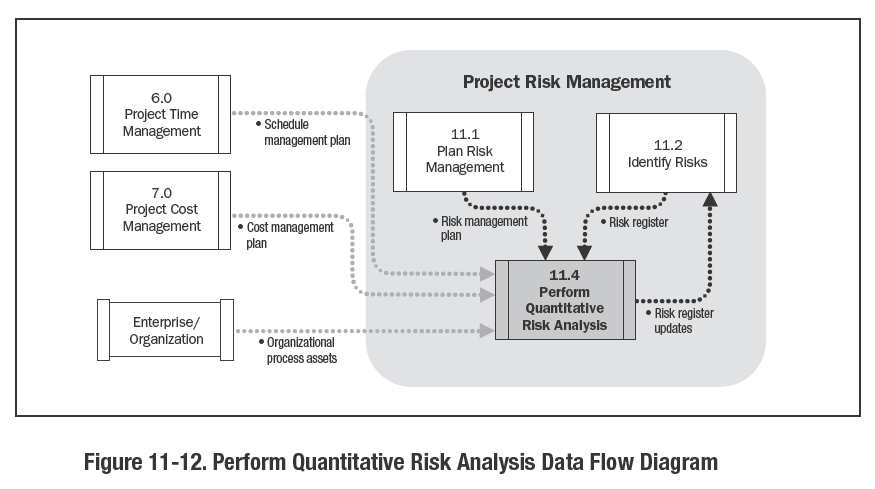 Project Risk Management
6.0
Project Time
Management
• Schedule
management plan
11.1
Plan Risk
Management
11.2
Identify Risks
7.0
Project Cost
Management
• Cost management
plan
• Risk management
plan
• Risk register
11.4
Perform
Quantitative
Risk Analysis
• Risk register
updates
Enterprise/
Organization
• Organizational
process assets
Figure 11-12. Perform Quantitative Risk Analysis Data Flow Diagram